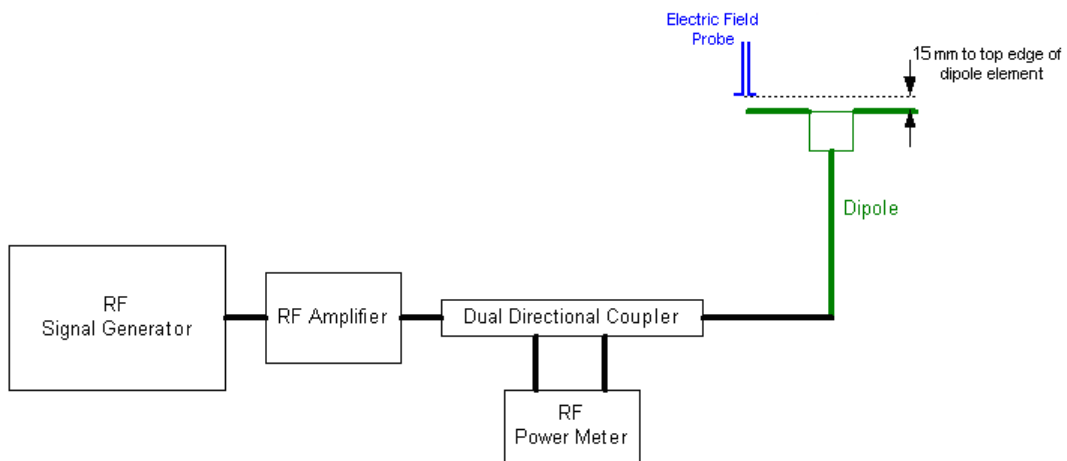 Electric Field
Probe
15 mm to top edge of
dipole element
Dipole
RF
Signal Generator
RF Amplifier
Dual Directional Coupler
RF
Power Meter